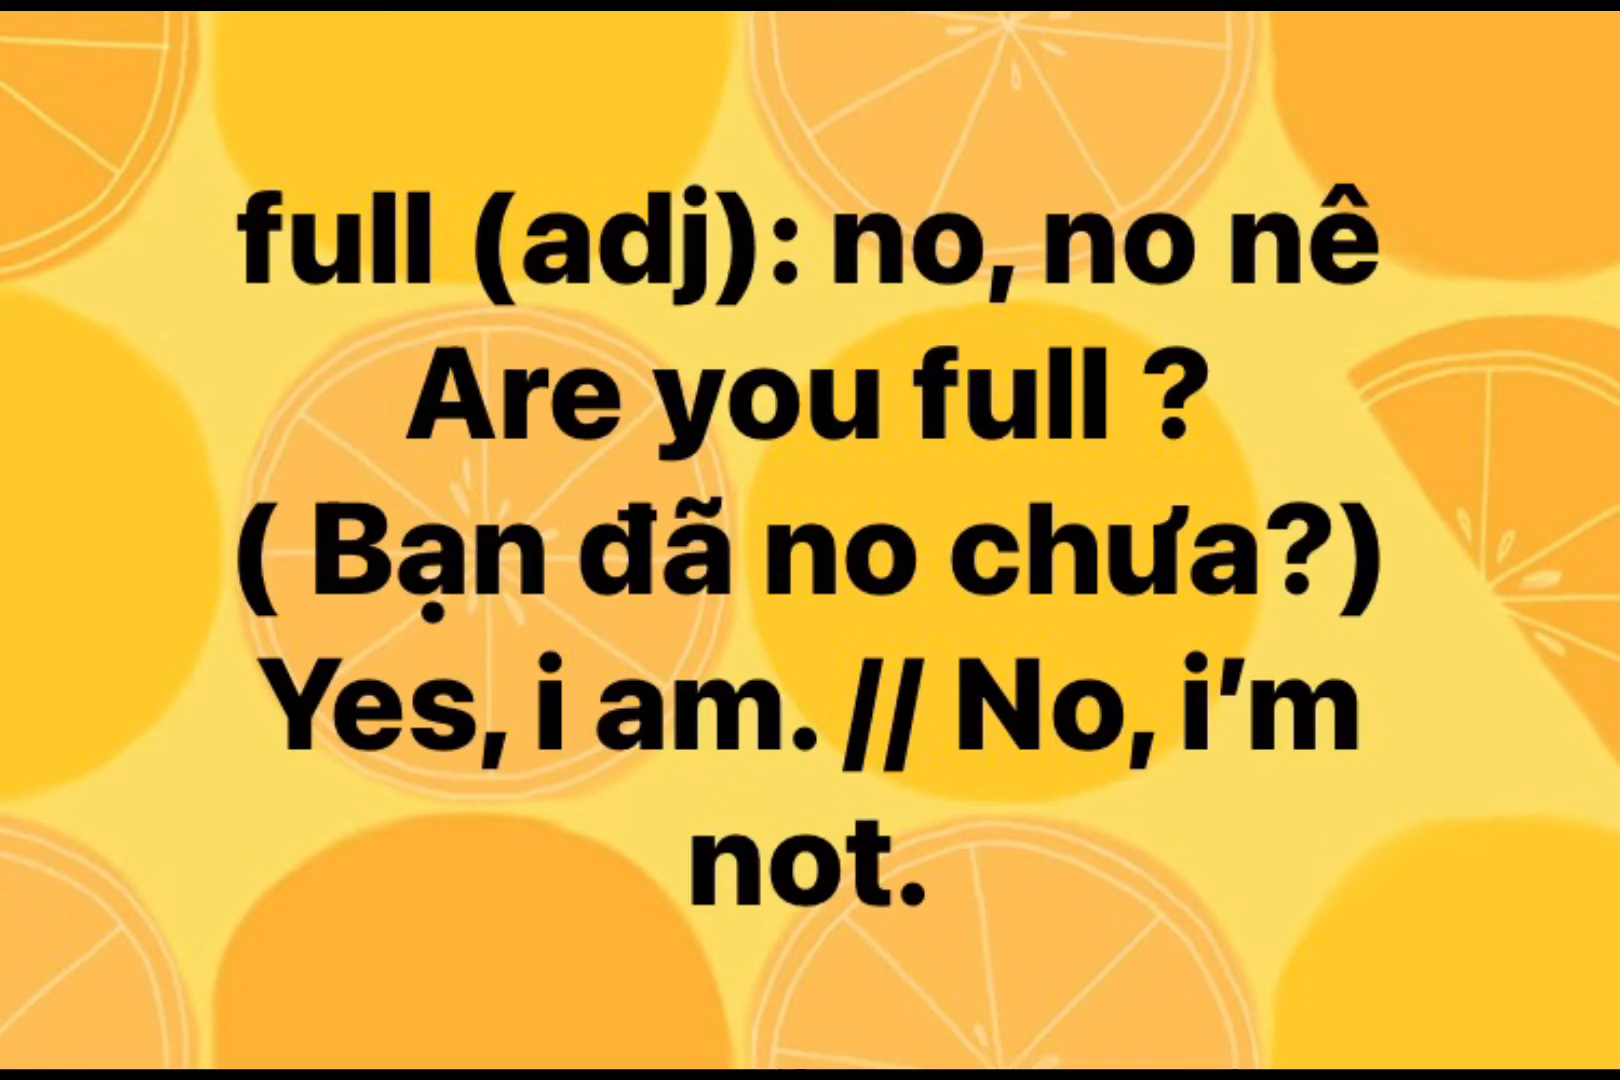 full (adj): no, no nê
Are you full ?
( Bạn đã no chưa?)
Yes, i am. // No, i’m
not.